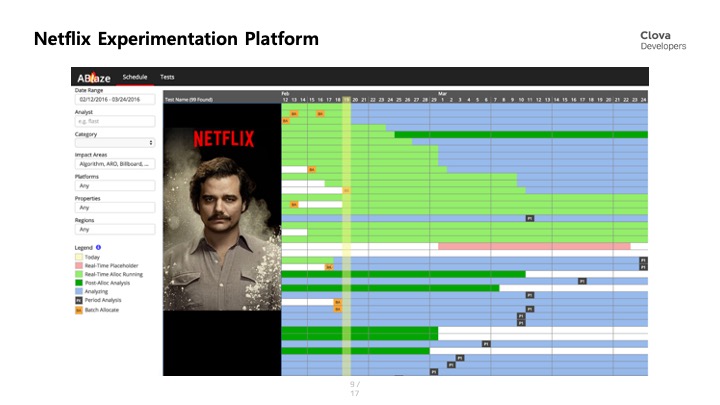 Netflix Experimentation Platform
Clova
Developers
ABlaze
Schedule
Tests
Date Range
02/12/2016 - 03/24/2016
Analyst
e.g. Rast
Category
Impact Areas
Algorithm, ARO, Billboard, ...
Platforms
Any
Properties
Any
Regions
Any
Legend
Today
Real-Time Placeholder
Real-Time Alloc Running
Post-Alloc Analysis
Analyzing
P1 Period Analysis
BA Batch Allocate
Test Name (99 Found)
Feb Mar
12 13 14 15 16 17 18 19 20 21 22 23 24 25 26 27 28 29 1 2 3 4 5 6 7 8 9 10 11 12 13 14 15 16 17 18 19 20 21 22 23 24
NETFLIX
9 /
17